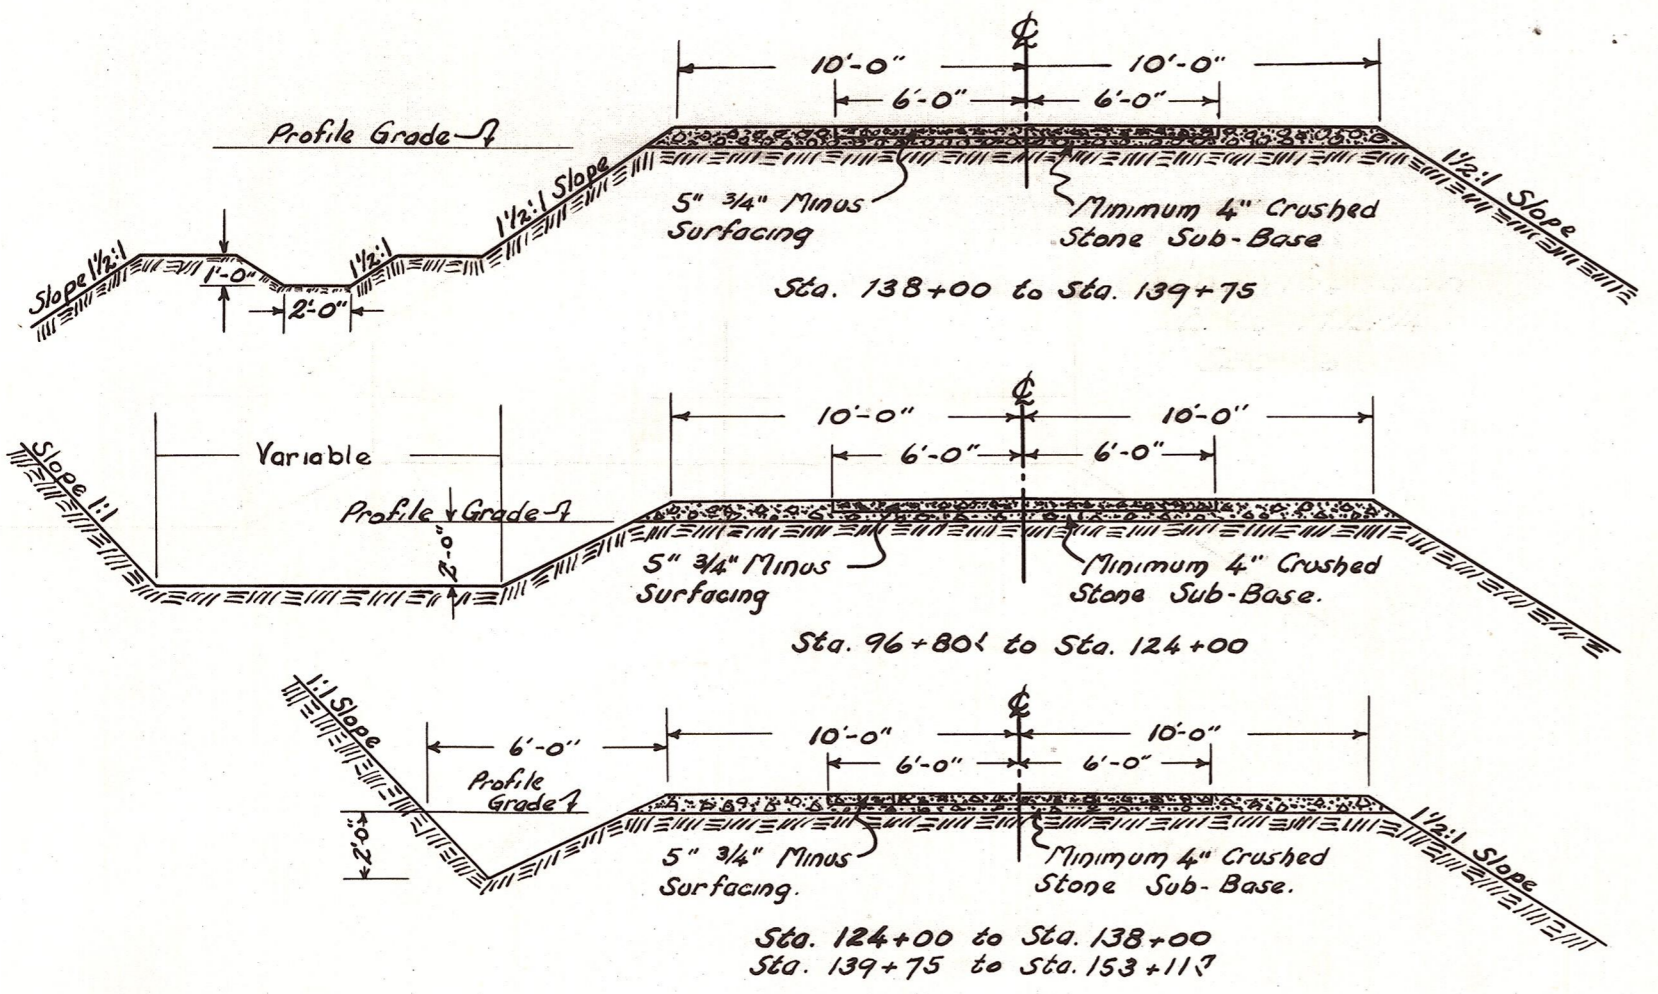 ℄
10'-0" 10'-0"
6'-0" 6'-0"
Profile Grade
1½:1 Slope
1½:1 Slope
5" 3/4" Minus
Surfacing
Minimum 4" Crushed
Stone Sub-Base
Slope 1½:1
1'-0"
1½:1
2'-0"
Sta. 138+00 to Sta. 139+75
℄
10'-0" 10'-0"
Variable
6'-0" 6'-0"
Slope 1:1
Profile Grade
2'-0"
5" 3/4" Minus
Surfacing
Minimum 4" Crushed
Stone Sub-Base.
Sta. 96+80 to Sta. 124+00
℄
1:1 Slope
6'-0" 10'-0" 10'-0"
6'-0" 6'-0"
Profile
Grade
2'-0"
1½:1 Slope
5" 3/4" Minus
Surfacing.
Minimum 4" Crushed
Stone Sub-Base.
Sta. 124+00 to Sta. 138+00
Sta. 139+75 to Sta. 153+11